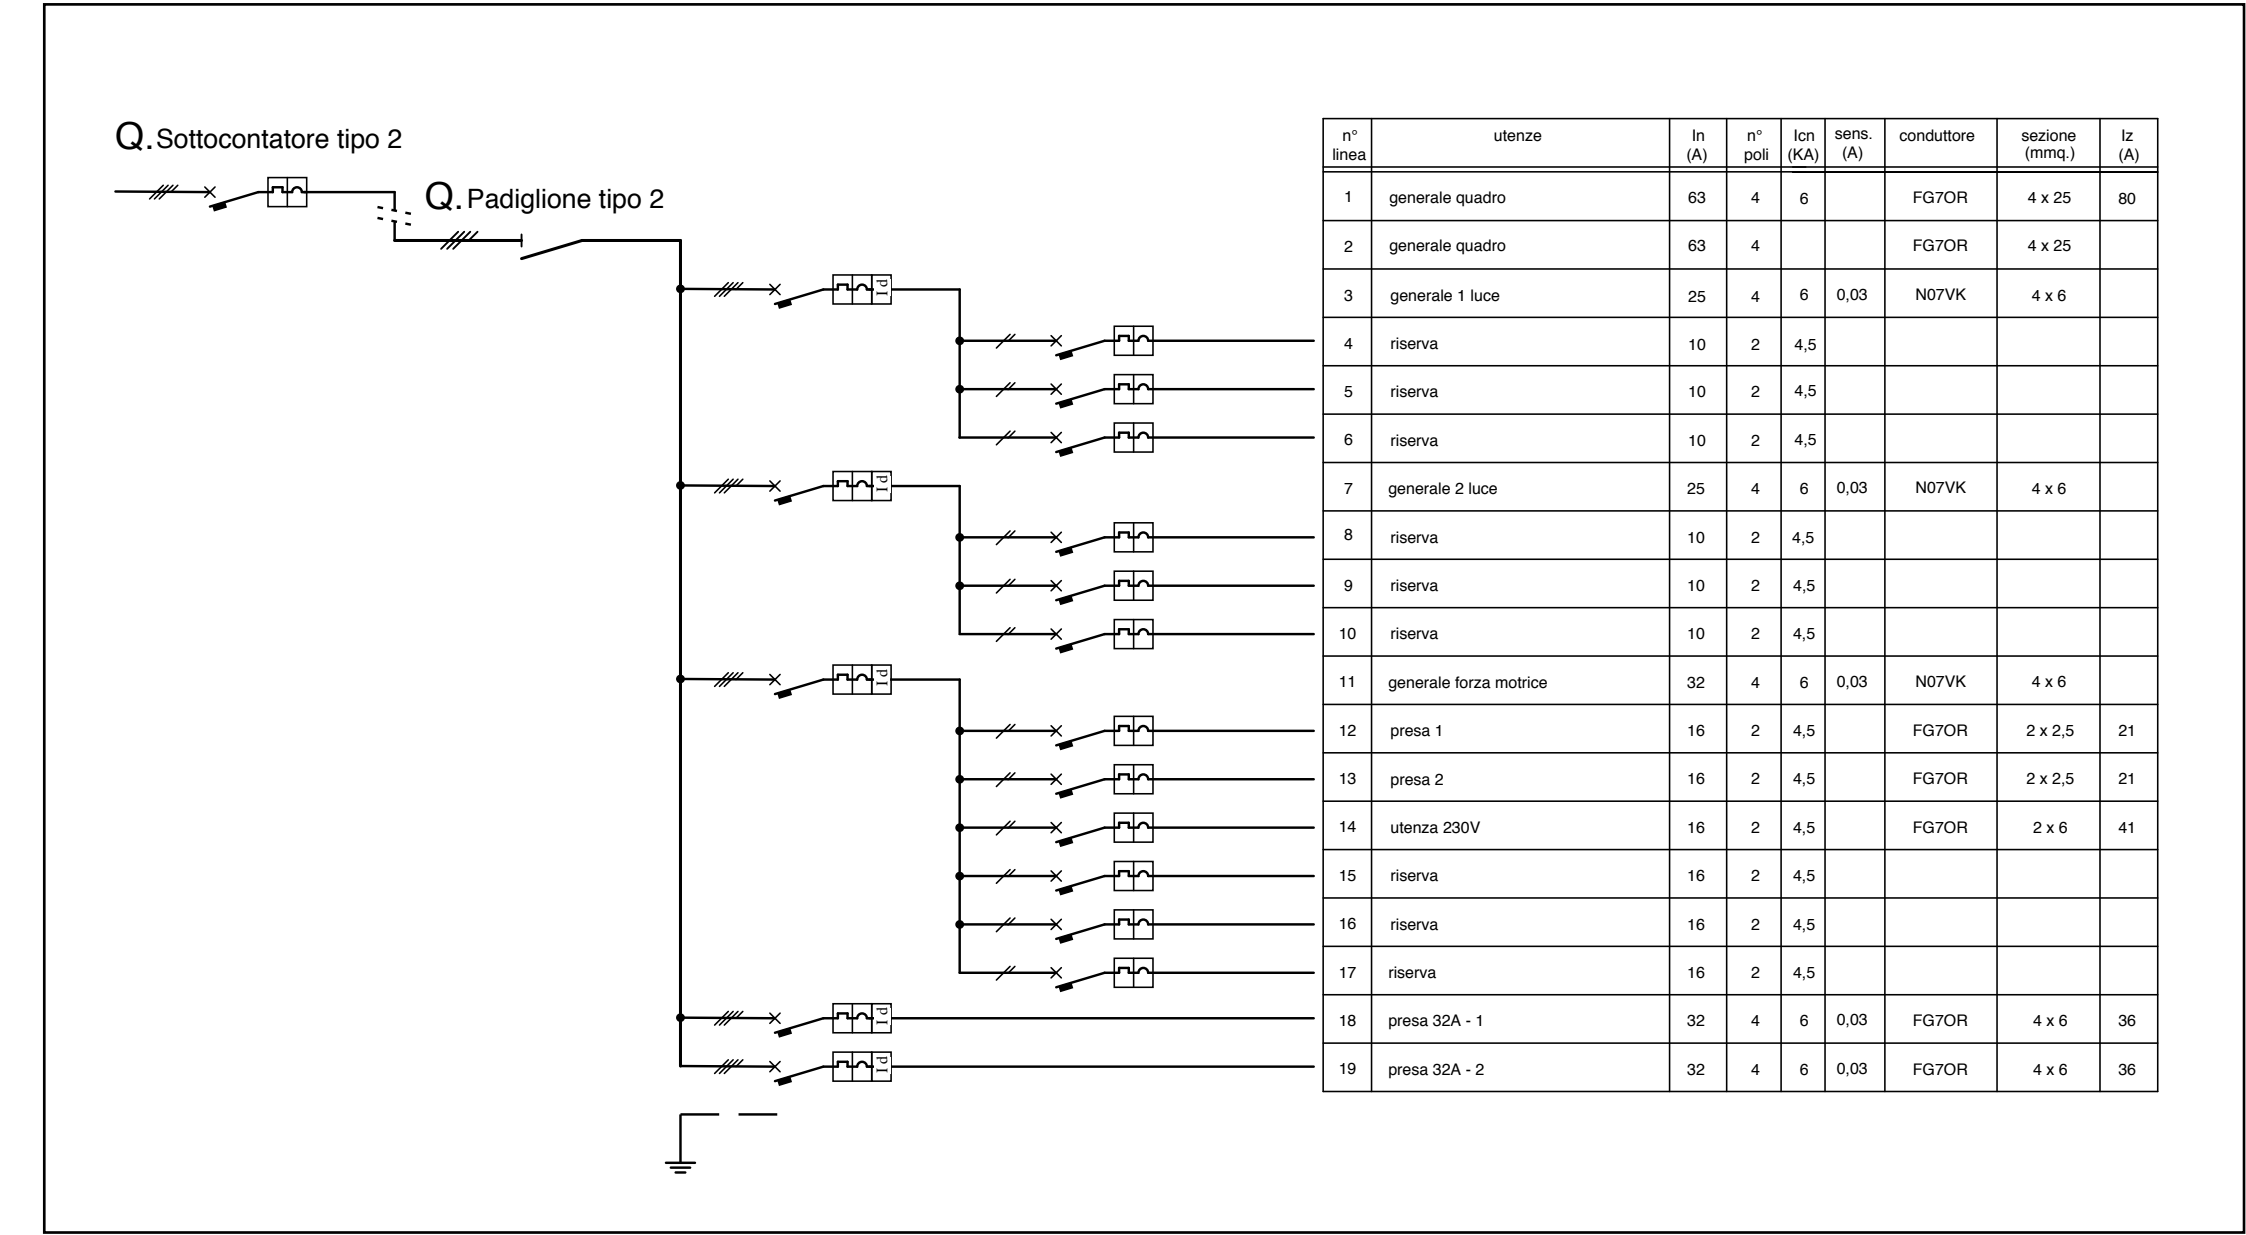 Q. Sottocontatore tipo 2
Q. Padiglione tipo 2
n° linea utenze In (A) n° poli Icn (KA) sens. (A) conduttore sezione (mmq.) Iz (A)
1 generale quadro 63 4 6 FG7OR 4 x 25 80
2 generale quadro 63 4 FG7OR 4 x 25
Id
3 generale 1 luce 25 4 6 0,03 N07VK 4 x 6
4 riserva 10 2 4,5
5 riserva 10 2 4,5
6 riserva 10 2 4,5
Id
7 generale 2 luce 25 4 6 0,03 N07VK 4 x 6
8 riserva 10 2 4,5
9 riserva 10 2 4,5
10 riserva 10 2 4,5
Id
11 generale forza motrice 32 4 6 0,03 N07VK 4 x 6
12 presa 1 16 2 4,5 FG7OR 2 x 2,5 21
13 presa 2 16 2 4,5 FG7OR 2 x 2,5 21
14 utenza 230V 16 2 4,5 FG7OR 2 x 6 41
15 riserva 16 2 4,5
16 riserva 16 2 4,5
17 riserva 16 2 4,5
Id
18 presa 32A - 1 32 4 6 0,03 FG7OR 4 x 6 36
Id
19 presa 32A - 2 32 4 6 0,03 FG7OR 4 x 6 36